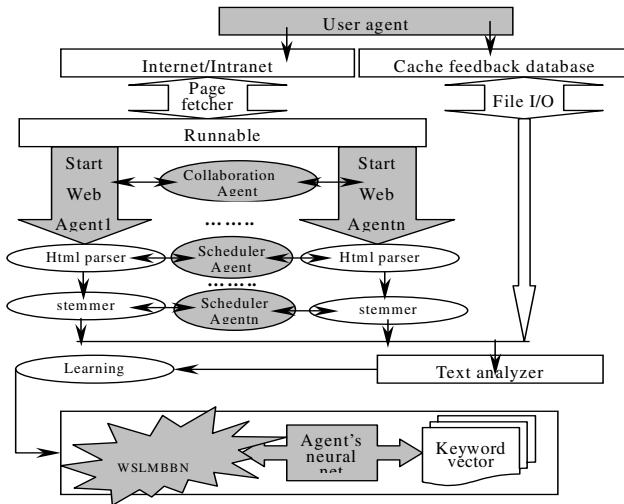 User agent
Internet/Intranet
Cache feedback database
Page
fetcher
File I/O
Runnable
Start
Web
Agent1
Collaboration
Agent
Start
Web
Agentn
........
Html parser
Scheduler
Agent
Html parser
........
stemmer
Scheduler
Agentn
stemmer
Learning
Text analyzer
WSLMBBN
Agent's
neural
net
Keyword
vector